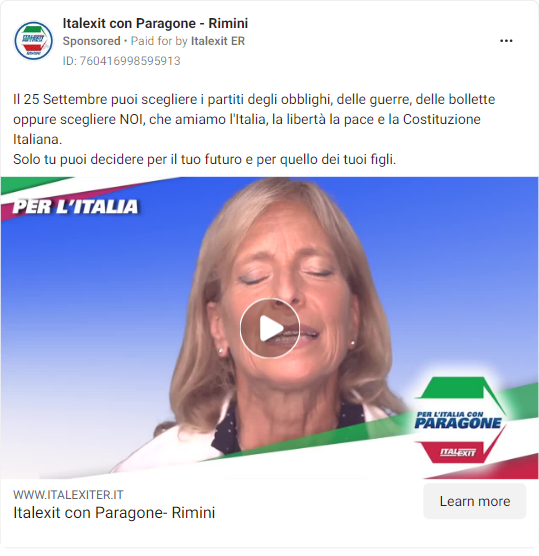 Italexit con Paragone - Rimini
Sponsored • Paid for by Italexit ER
ID: 760416998595913
Il 25 Settembre puoi scegliere i partiti degli obblighi, delle guerre, delle bollette
oppure scegliere NOI, che amiamo l'Italia, la libertà la pace e la Costituzione
Italiana.
Solo tu puoi decidere per il tuo futuro e per quello dei tuoi figli.
PER L'ITALIA
PER L'ITALIA CON
PARAGONE
ITALEXIT
WWW.ITALEXITER.IT
Italexit con Paragone- Rimini
Learn more